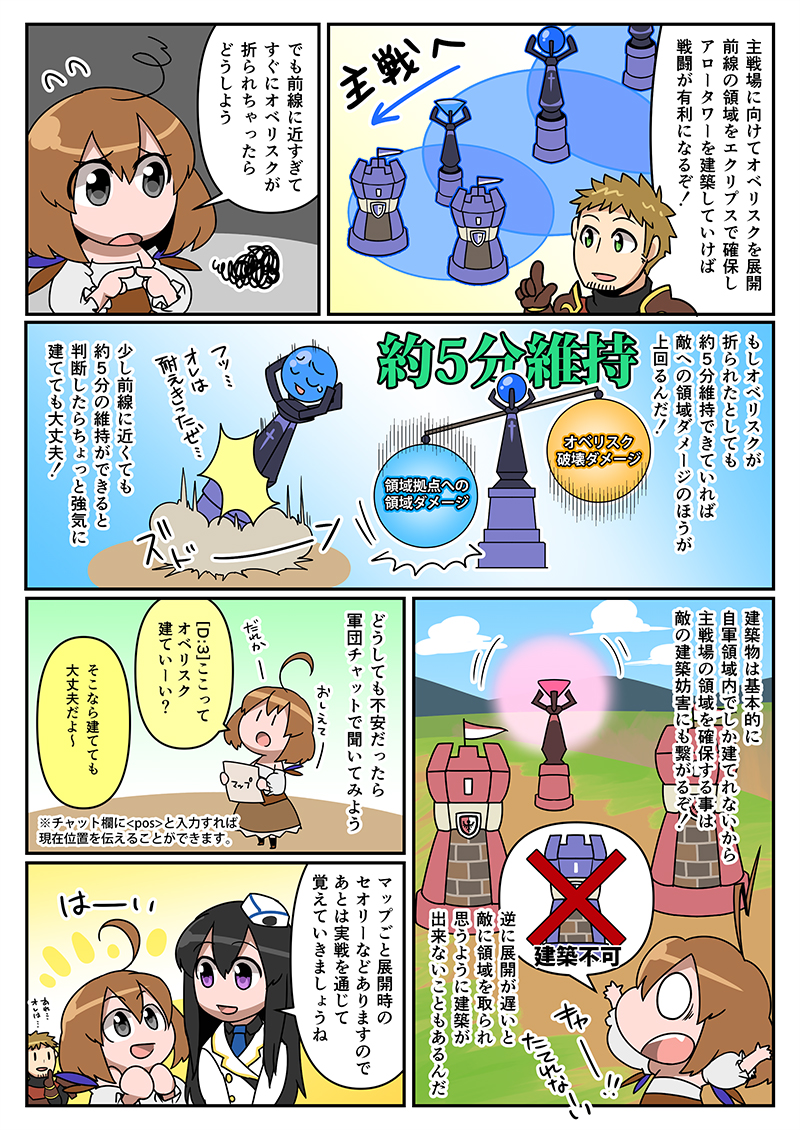 主戦場に向けてオベリスクを展開
前線の領域をエクリプスで確保し
アロータワーを建築していけば
戦闘が有利になるぞ！
主戦へ
でも前線に近すぎて
すぐにオベリスクが
折られちゃったら
どうしよう
もしオベリスクが
折られたとしても
約5分維持できていれば
敵への領域ダメージのほうが
上回るんだ！
約5分維持
オベリスク
破壊ダメージ
領域拠点への
領域ダメージ
フッ…
オレは
耐えきったぜ…
ズドーーン
少し前線に近くても
約5分の維持ができると
判断したらちょっと強気に
建てても大丈夫！
建築物は基本的に
自軍領域内でしか建てれないから
主戦場の領域を確保する事は
敵の建築妨害にも繋がるぞ！
建築不可
逆に展開が遅いと
敵に領域を取られ
思うように建築が
出来ないこともあるんだ
キャー！！
たてれなーい
どうしても不安だったら
軍団チャットで聞いてみよう
だれかー
おしえてー
[D:3]ここって
オベリスク
建ていーい？
マップ
そこなら建てても
大丈夫だよ～
※チャット欄に<pos>と入力すれば
現在位置を伝えることができます。
マップごと展開時の
セオリーなどありますので
あとは実戦を通じて
覚えていきましょうね
はーい
あれ…
オレは…